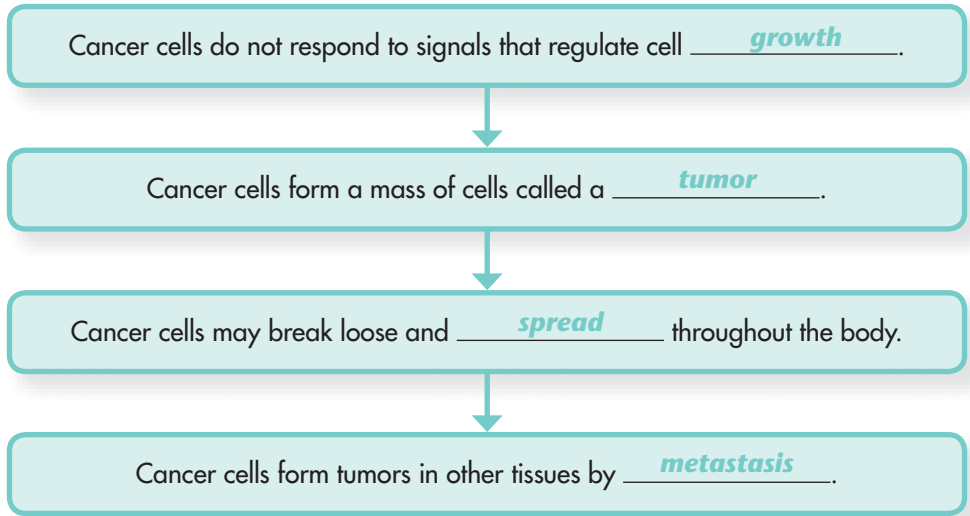 Cancer cells do not respond to signals that regulate cell growth.
Cancer cells form a mass of cells called a tumor.
Cancer cells may break loose and spread throughout the body.
Cancer cells form tumors in other tissues by metastasis.